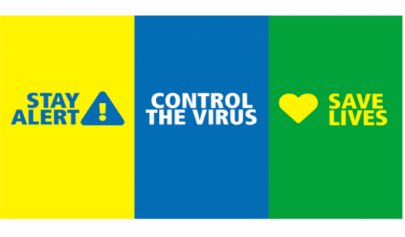 STAY
ALERT
CONTROL
THE VIRUS
SAVE
LIVES